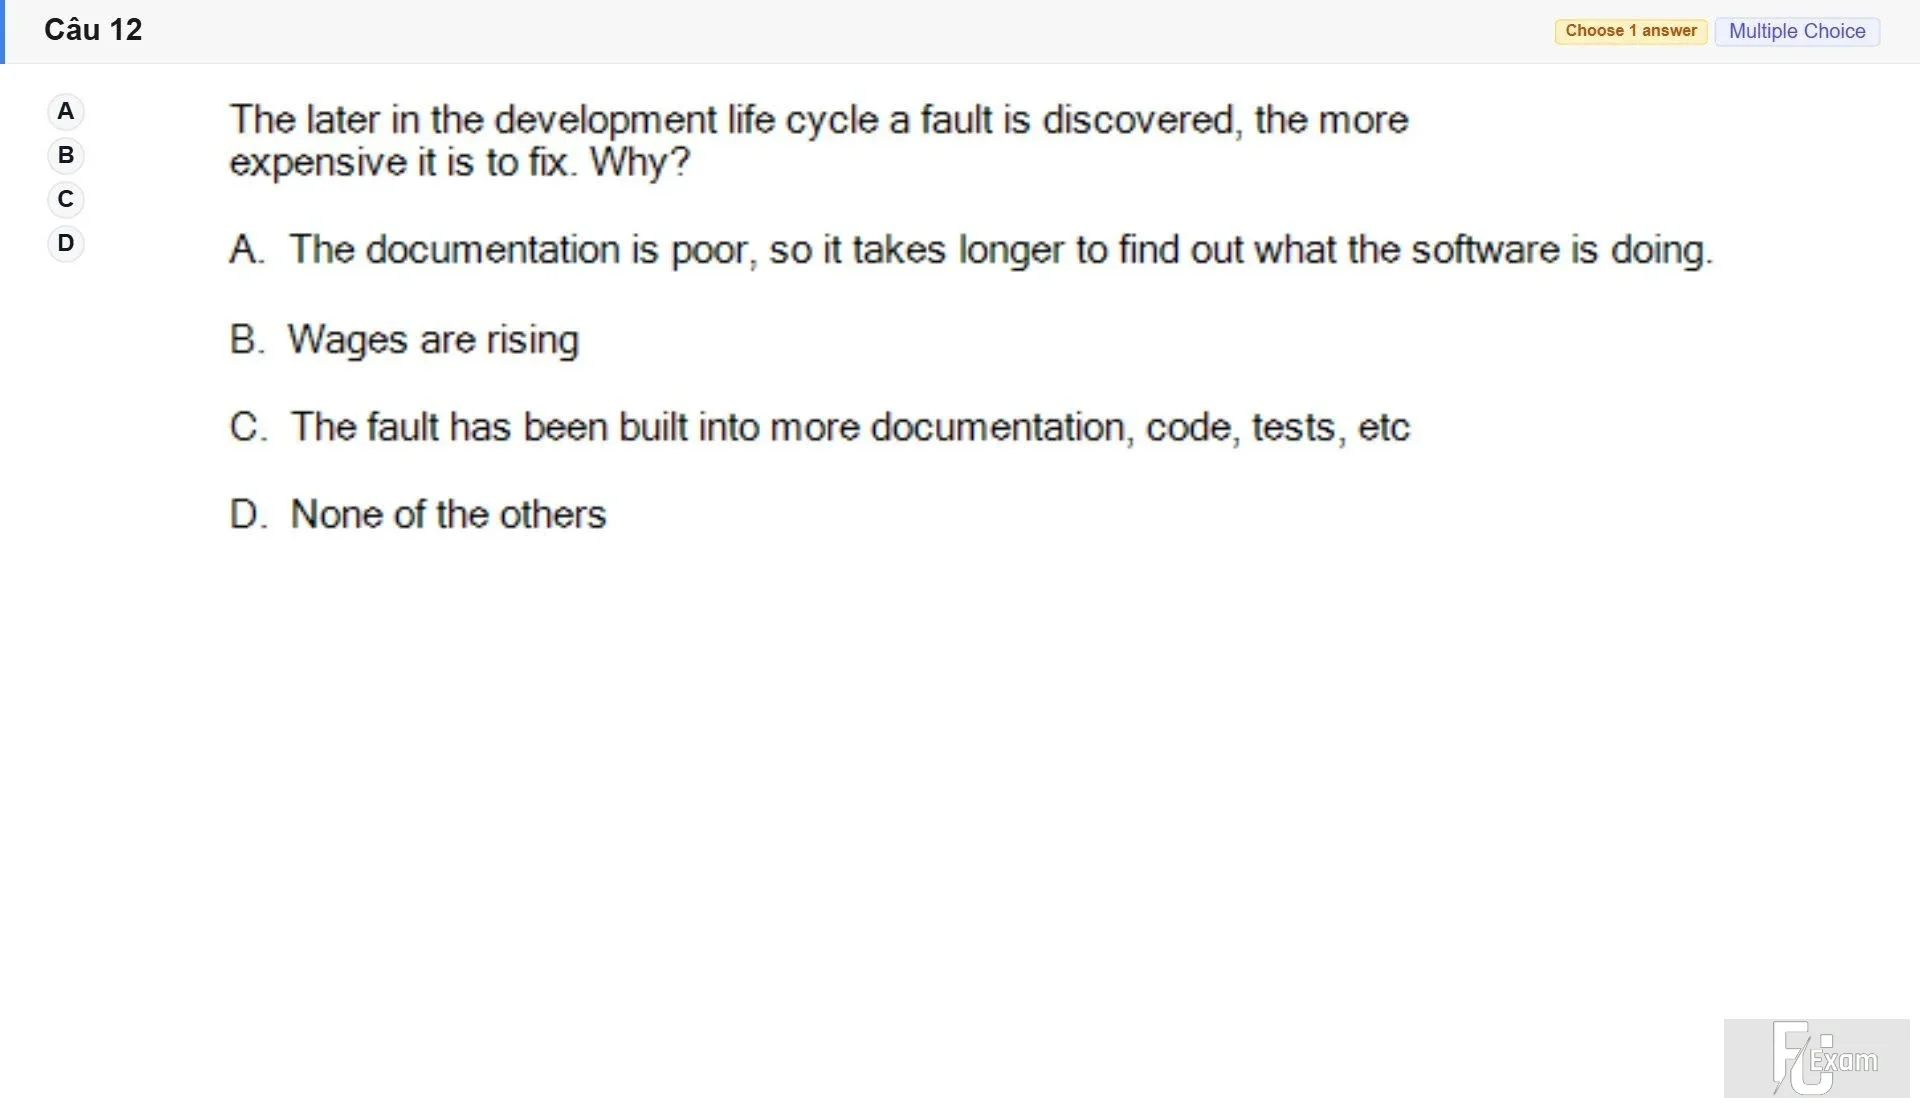 Câu 12
Choose 1 answer
Multiple Choice
A
B
C
D
The later in the development life cycle a fault is discovered, the more
expensive it is to fix. Why?
A. The documentation is poor, so it takes longer to find out what the software is doing.
B. Wages are rising
C. The fault has been built into more documentation, code, tests, etc
D. None of the others
FU Exam